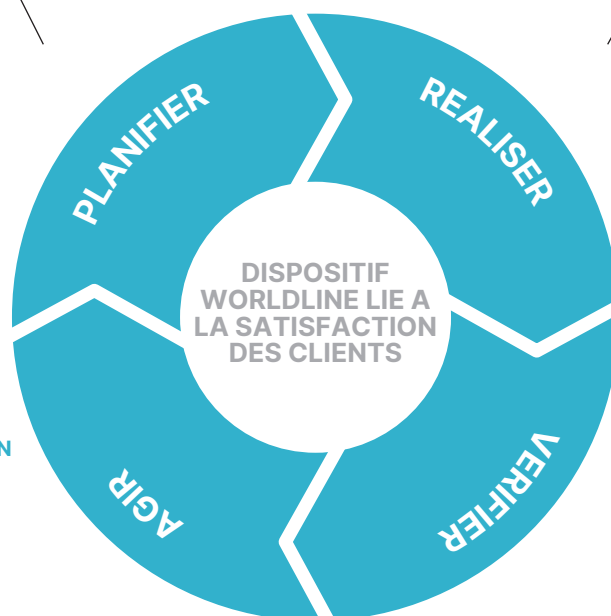 PLANIFIER
REALISER
DISPOSITIF
WORLDLINE LIE A
LA SATISFACTION
DES CLIENTS
N
AGIR
VERIFIER